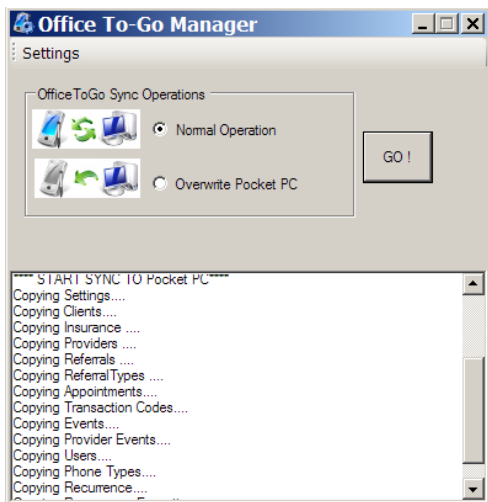 Office To-Go Manager
Settings
OfficeToGo Sync Operations
Normal Operation
Overwrite Pocket PC
GO !
**** START SYNC TO Pocket PC****
Copying Settings....
Copying Clients....
Copying Insurance ....
Copying Providers ....
Copying Referrals ....
Copying ReferralTypes ....
Copying Appointments....
Copying Transaction Codes....
Copying Events....
Copying Provider Events....
Copying Users....
Copying Phone Types....
Copying Recurrence....